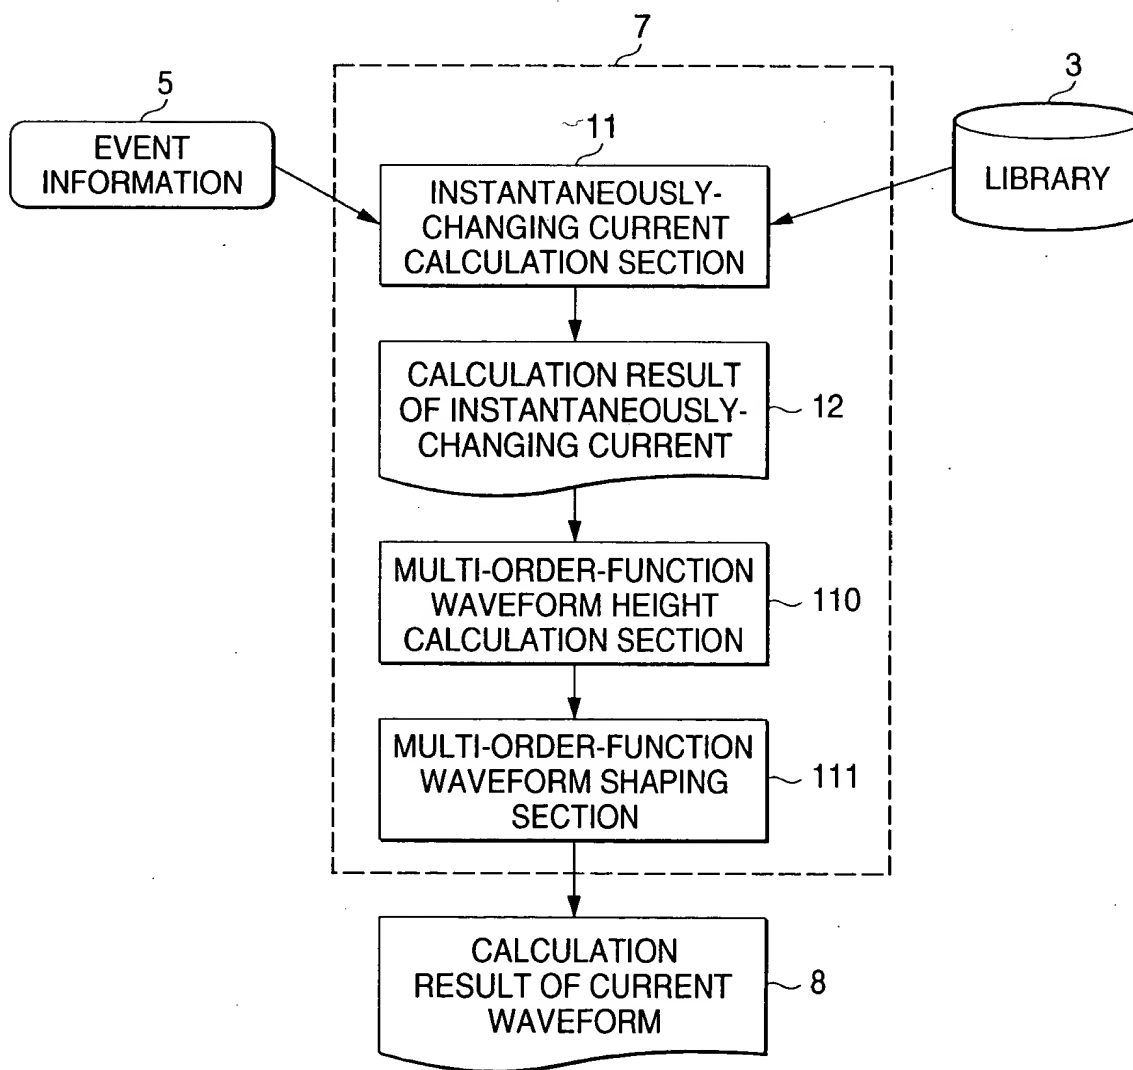 7
5
3
EVENT
INFORMATION
11
LIBRARY
INSTANTANEOUSLY-
CHANGING CURRENT
CALCULATION SECTION
CALCULATION RESULT
OF INSTANTANEOUSLY-
CHANGING CURRENT
12
MULTI-ORDER-FUNCTION
WAVEFORM HEIGHT
CALCULATION SECTION
110
MULTI-ORDER-FUNCTION
WAVEFORM SHAPING
SECTION
111
CALCULATION
RESULT OF CURRENT
WAVEFORM
8